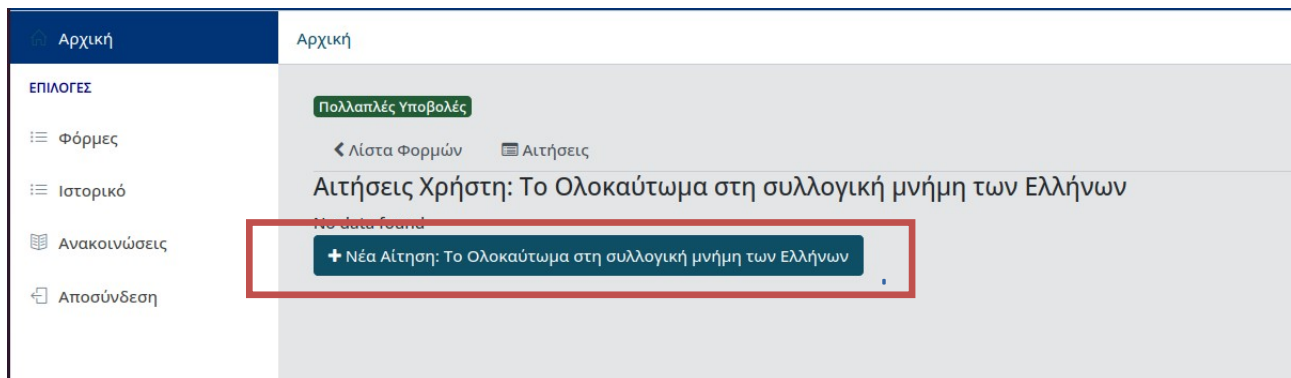 Αρχική
ΕΠΙΛΟΓΕΣ
Φόρμες
Ιστορικό
Ανακοινώσεις
Αποσύνδεση
Αρχική
Πολλαπλές Υποβολές
Λίστα Φορμών Αιτήσεις
Αιτήσεις Χρήστη: Το Ολοκαύτωμα στη συλλογική μνήμη των Ελλήνων
No data found
+ Νέα Αίτηση: Το Ολοκαύτωμα στη συλλογική μνήμη των Ελλήνων